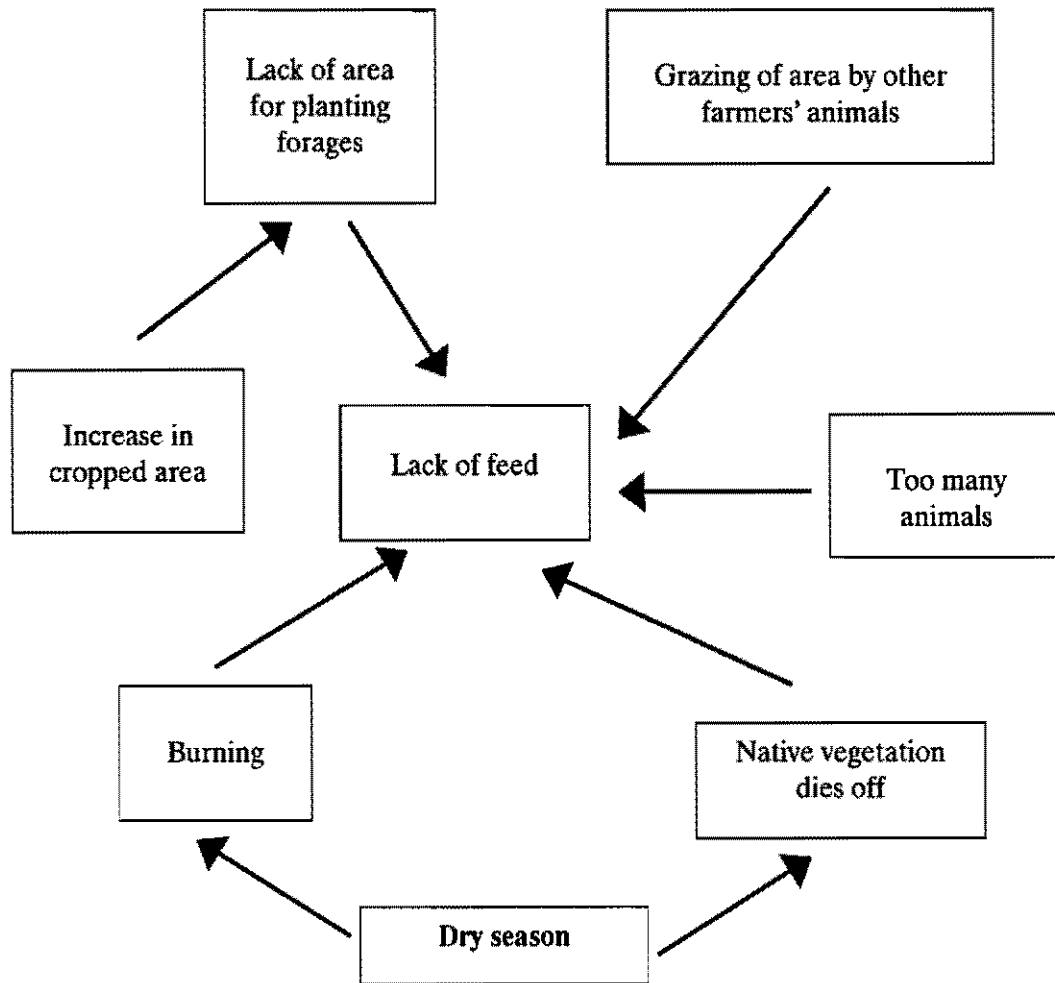 Lack of area
for planting
forages
Grazing of area by other
farmers' animals
Increase in
cropped area
Lack of feed
Too many
animals
Burning
Native vegetation
dies off
Dry season